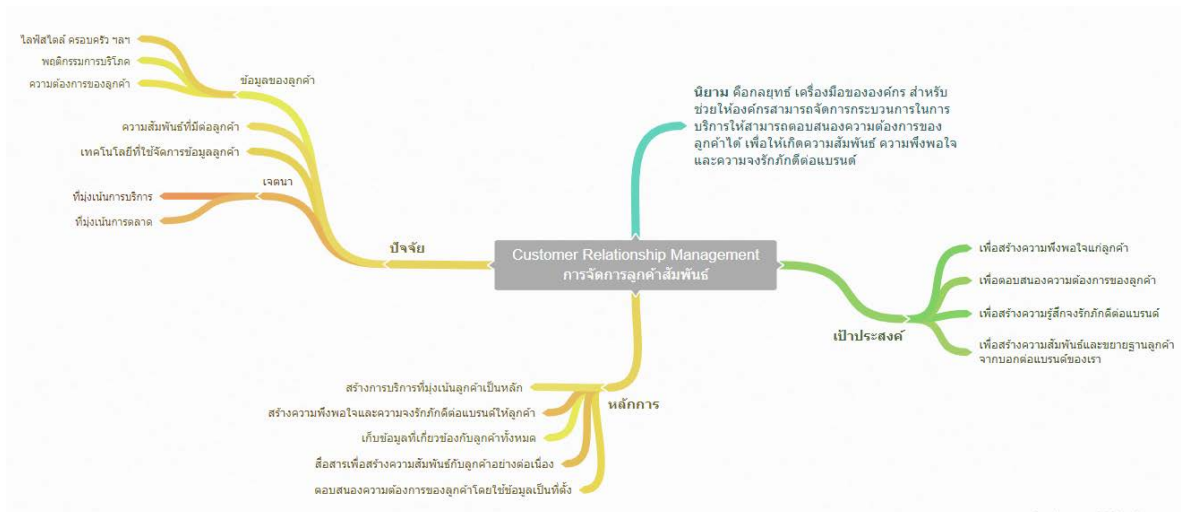 Customer Relationship Management
การจัดการลูกค้าสัมพันธ์
นิยาม คือกลยุทธ์ เครื่องมือขององค์กร สำหรับ
ช่วยให้องค์กรสามารถจัดการกระบวนการในการ
บริการให้สามารถตอบสนองความต้องการของ
ลูกค้าได้ เพื่อให้เกิดความสัมพันธ์ ความพึงพอใจ
และความจงรักภักดีต่อแบรนด์
เป้าประสงค์
เพื่อสร้างความพึงพอใจแก่ลูกค้า
เพื่อตอบสนองความต้องการของลูกค้า
เพื่อสร้างความรู้สึกจงรักภักดีต่อแบรนด์
เพื่อสร้างความสัมพันธ์และขยายฐานลูกค้า
จากบอกต่อแบรนด์ของเรา
หลักการ
สร้างการบริการที่มุ่งเน้นลูกค้าเป็นหลัก
สร้างความพึงพอใจและความจงรักภักดีต่อแบรนด์ให้ลูกค้า
เก็บข้อมูลที่เกี่ยวข้องกับลูกค้าทั้งหมด
สื่อสารเพื่อสร้างความสัมพันธ์กับลูกค้าอย่างต่อเนื่อง
ตอบสนองความต้องการของลูกค้าโดยใช้ข้อมูลเป็นที่ตั้ง
ปัจจัย
ข้อมูลของลูกค้า
ไลฟ์สไตล์ ครอบครัว ฯลฯ
พฤติกรรมการบริโภค
ความต้องการของลูกค้า
ความสัมพันธ์ที่มีต่อลูกค้า
เทคโนโลยีที่ใช้จัดการข้อมูลลูกค้า
เจตนา
ที่มุ่งเน้นการบริการ
ที่มุ่งเน้นการตลาด